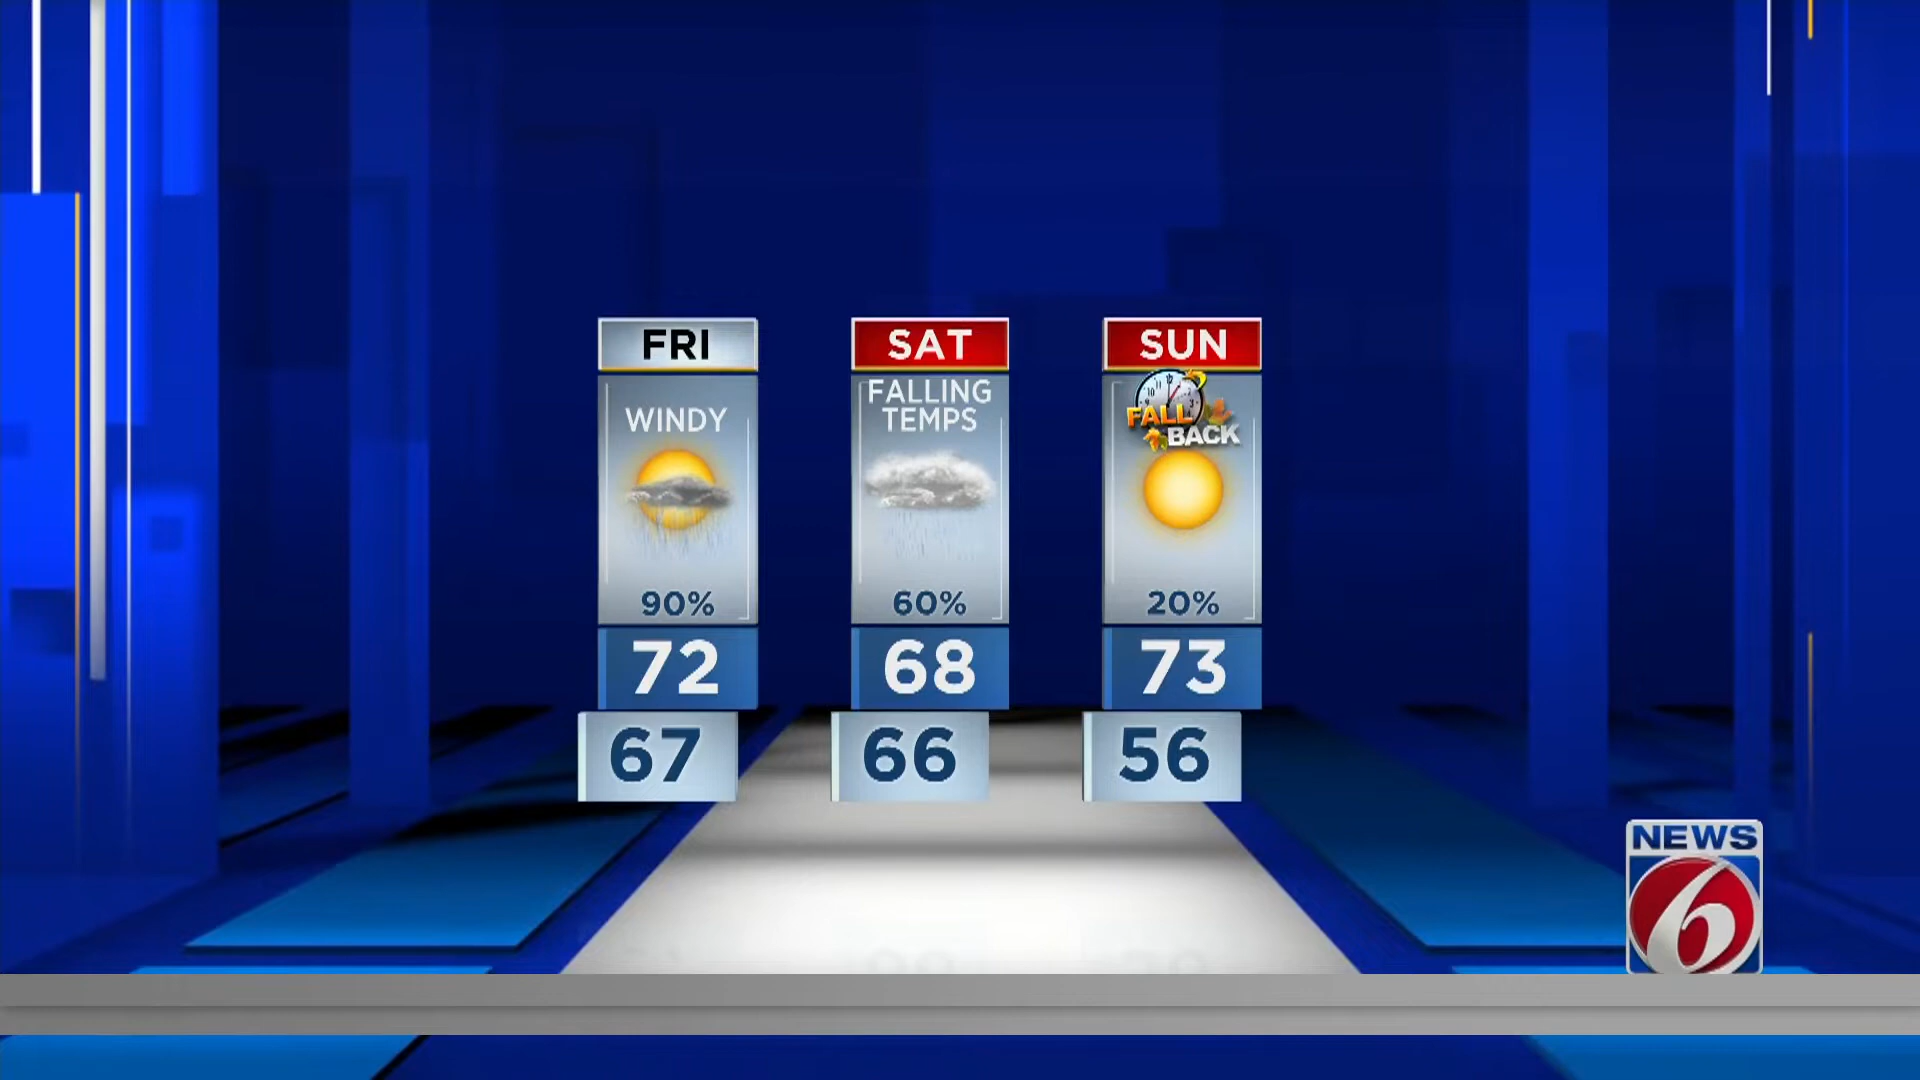 FRI
WINDY
90%
72
67
SAT
FALLING
TEMPS
60%
68
66
SUN
FALL
BACK
20%
73
56
NEWS
6